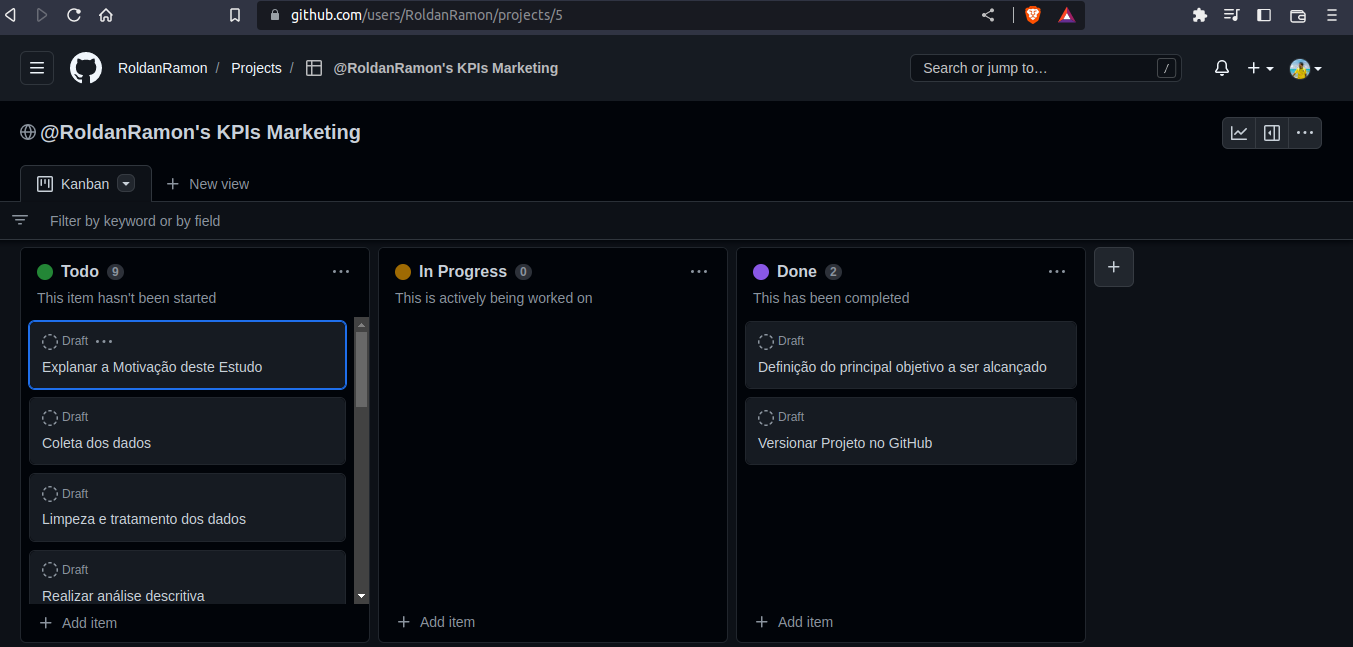 github.com/users/RoldanRamon/projects/5
RoldanRamon / Projects / @RoldanRamon's KPIs Marketing
Search or jump to… /
@RoldanRamon's KPIs Marketing
Kanban
New view
Filter by keyword or by field
Todo 9
This item hasn't been started
Draft
Explanar a Motivação deste Estudo
Draft
Coleta dos dados
Draft
Limpeza e tratamento dos dados
Draft
Realizar análise descritiva
Add item
In Progress 0
This is actively being worked on
Add item
Done 2
This has been completed
Draft
Definição do principal objetivo a ser alcançado
Draft
Versionar Projeto no GitHub
Add item